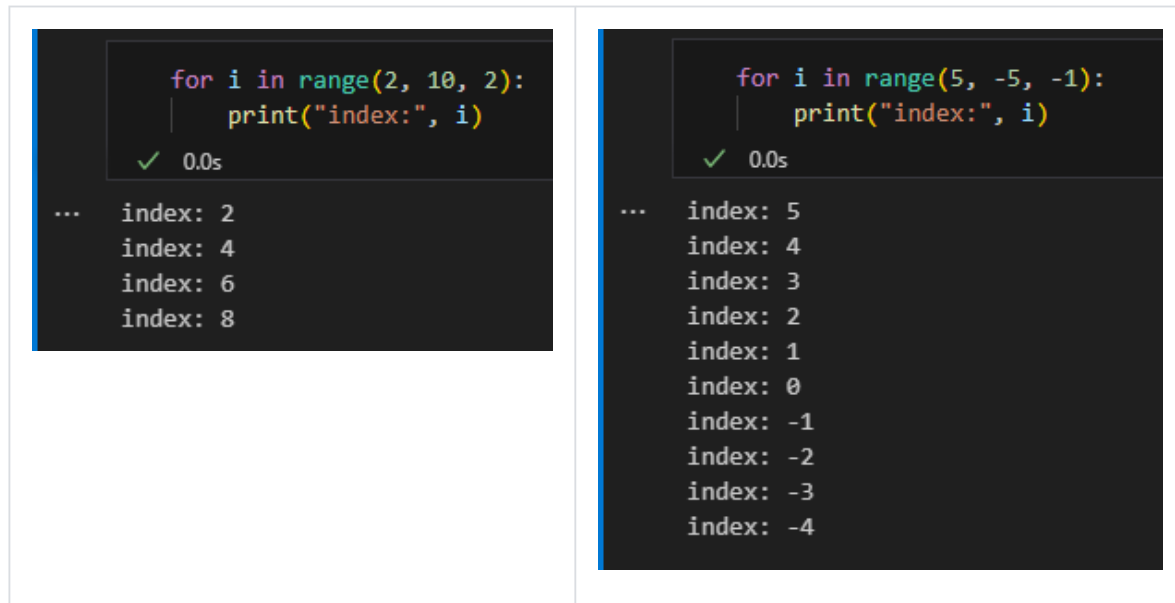 for i in range(2, 10, 2):
print("index:", i)
✓ 0.0s
... index: 2
index: 4
index: 6
index: 8
for i in range(5, -5, -1):
print("index:", i)
✓ 0.0s
... index: 5
index: 4
index: 3
index: 2
index: 1
index: 0
index: -1
index: -2
index: -3
index: -4